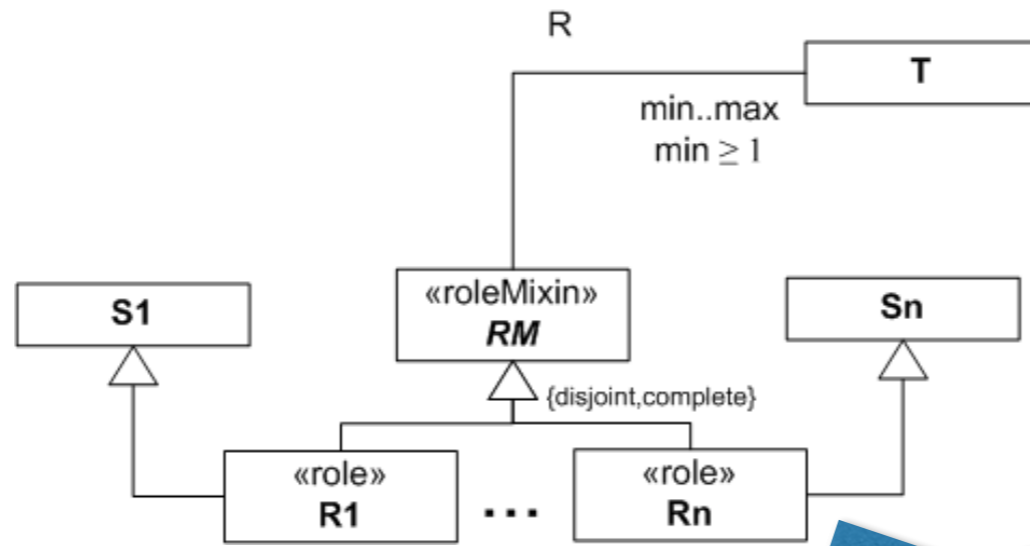 R
T
min..max
min ≥ 1
«roleMixin»
RM
S1
Sn
{disjoint,complete}
«role»
R1
...
«role»
Rn